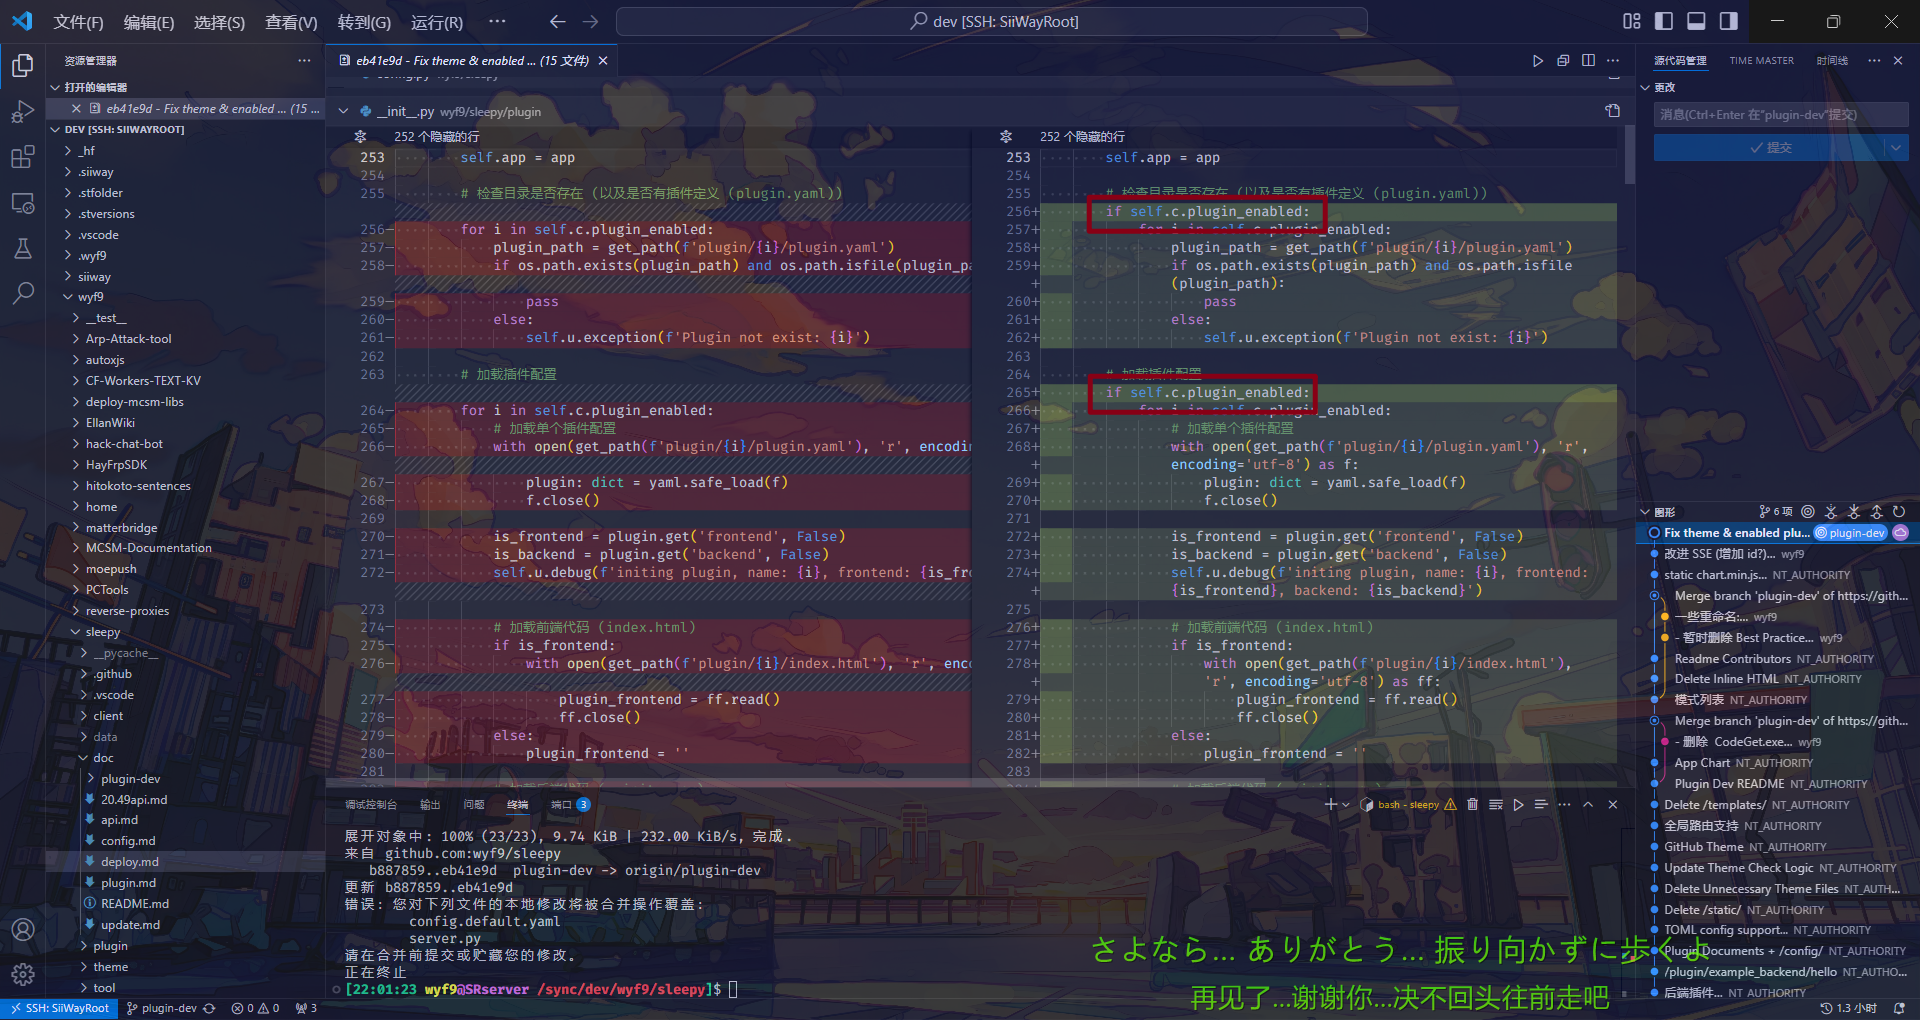 文件(F) 编辑(E) 选择(S) 查看(V) 转到(G) 运行(R) ··· dev [SSH: SiiWayRoot]
资源管理器 ···
打开的编辑器
eb41e9d - Fix theme & enabled ... (15 ...
DEV [SSH: SIIWAYROOT]
_hf
.siiway
.stfolder
.stversions
.vscode
.wyf9
siiway
wyf9
__test__
Arp-Attack-tool
autoxjs
CF-Workers-TEXT-KV
deploy-mcsm-libs
EllanWiki
hack-chat-bot
HayFrpSDK
hitokoto-sentences
home
matterbridge
MCSM-Documentation
moepush
PCTools
reverse-proxies
sleepy
__pycache__
.github
.vscode
client
data
doc
plugin-dev
20.49api.md
api.md
config.md
deploy.md
plugin.md
README.md
update.md
plugin
theme
tool
eb41e9d - Fix theme & enabled ... (15 文件)
__init__.py wyf9/sleepy/plugin
252 个隐藏的行
253 self.app = app
254
255 # 检查目录是否存在 (以及是否有插件定义 (plugin.yaml))
256− for i in self.c.plugin_enabled:
257− plugin_path = get_path(f'plugin/{i}/plugin.yaml')
258− if os.path.exists(plugin_path) and os.path.isfile(plugin_pa
259− pass
260− else:
261− self.u.exception(f'Plugin not exist: {i}')
262
263 # 加载插件配置
264− for i in self.c.plugin_enabled:
265− # 加载单个插件配置
266− with open(get_path(f'plugin/{i}/plugin.yaml'), 'r', encodin
267− plugin: dict = yaml.safe_load(f)
268− f.close()
269
270− is_frontend = plugin.get('frontend', False)
271− is_backend = plugin.get('backend', False)
272− self.u.debug(f'initing plugin, name: {i}, frontend: {is_fro
273
274− # 加载前端代码 (index.html)
275− if is_frontend:
276− with open(get_path(f'plugin/{i}/index.html'), 'r', enco
277− plugin_frontend = ff.read()
278− ff.close()
279− else:
280− plugin_frontend = ''
281
252 个隐藏的行
253 self.app = app
254
255 # 检查目录是否存在 (以及是否有插件定义 (plugin.yaml))
256+ if self.c.plugin_enabled:
257+ for i in self.c.plugin_enabled:
258+ plugin_path = get_path(f'plugin/{i}/plugin.yaml')
259+ if os.path.exists(plugin_path) and os.path.isfile
+ (plugin_path):
260+ pass
261+ else:
262+ self.u.exception(f'Plugin not exist: {i}')
263
264 # 加载插件配置
265+ if self.c.plugin_enabled:
266+ for i in self.c.plugin_enabled:
267+ # 加载单个插件配置
268+ with open(get_path(f'plugin/{i}/plugin.yaml'), 'r',
+ encoding='utf-8') as f:
269+ plugin: dict = yaml.safe_load(f)
270+ f.close()
271
272+ is_frontend = plugin.get('frontend', False)
273+ is_backend = plugin.get('backend', False)
274+ self.u.debug(f'initing plugin, name: {i}, frontend:
+ {is_frontend}, backend: {is_backend}')
275
276+ # 加载前端代码 (index.html)
277+ if is_frontend:
278+ with open(get_path(f'plugin/{i}/index.html'),
+ 'r', encoding='utf-8') as ff:
279+ plugin_frontend = ff.read()
280+ ff.close()
281+ else:
282+ plugin_frontend = ''
283
调试控制台 输出 问题 终端 端口 3 bash - sleepy
展开对象中: 100% (23/23), 9.74 KiB | 232.00 KiB/s, 完成.
来自 github.com:wyf9/sleepy
b887859..eb41e9d plugin-dev -> origin/plugin-dev
更新 b887859..eb41e9d
错误: 您对下列文件的本地修改将被合并操作覆盖:
config.default.yaml
server.py
请在合并前提交或贮藏您的修改。
正在终止
[22:01:23 wyf9@SRserver /sync/dev/wyf9/sleepy]$
源代码管理 TIME MASTER 时间线 ···
更改
消息(Ctrl+Enter 在"plugin-dev"提交)
提交
图形 6 项
Fix theme & enabled plu... plugin-dev
改进 SSE (增加 id?)... wyf9
static chart.min.js... NT_AUTHORITY
Merge branch 'plugin-dev' of https://gith...
一些重命名:... wyf9
- 暂时删除 Best Practice... wyf9
Readme Contributors NT_AUTHORITY
Delete Inline HTML NT_AUTHORITY
模式列表 NT_AUTHORITY
Merge branch 'plugin-dev' of https://gith...
- 删除 CodeGet.exe... wyf9
App Chart NT_AUTHORITY
Plugin Dev README NT_AUTHORITY
Delete /templates/ NT_AUTHORITY
全局路由支持 NT_AUTHORITY
GitHub Theme NT_AUTHORITY
Update Theme Check Logic NT_AUTHORITY
Delete Unnecessary Theme Files NT_AUTH...
Delete /static/ NT_AUTHORITY
TOML config support... NT_AUTHORITY
Plugin Documents + /config/ NT_AUTHORITY
/plugin/example_backend/hello NT_AUTHO...
后端插件... NT_AUTHORITY
さよなら... ありがとう... 振り向かずに歩くよ
再见了...谢谢你...决不回头往前走吧
SSH: SiiWayRoot plugin-dev 0 0 3 1.3 小时